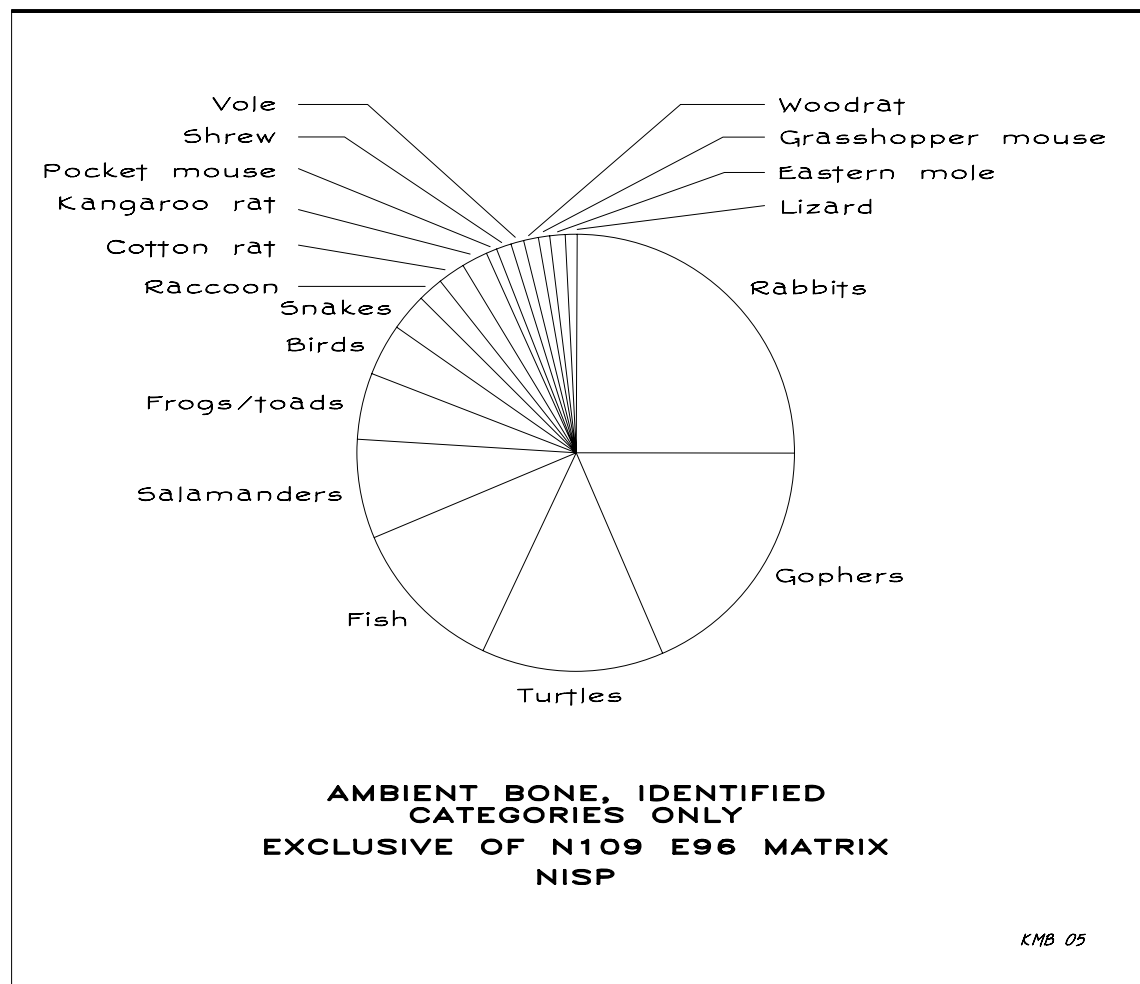 Vole
Woodrat
Shrew
Grasshopper mouse
Pocket mouse
Eastern mole
Kangaroo rat
Lizard
Cotton rat
Raccoon
Rabbits
Snakes
Birds
Frogs/toads
Salamanders
Gophers
Fish
Turtles
AMBIENT BONE, IDENTIFIED
CATEGORIES ONLY
EXCLUSIVE OF N109 E96 MATRIX
NISP
KMB 05